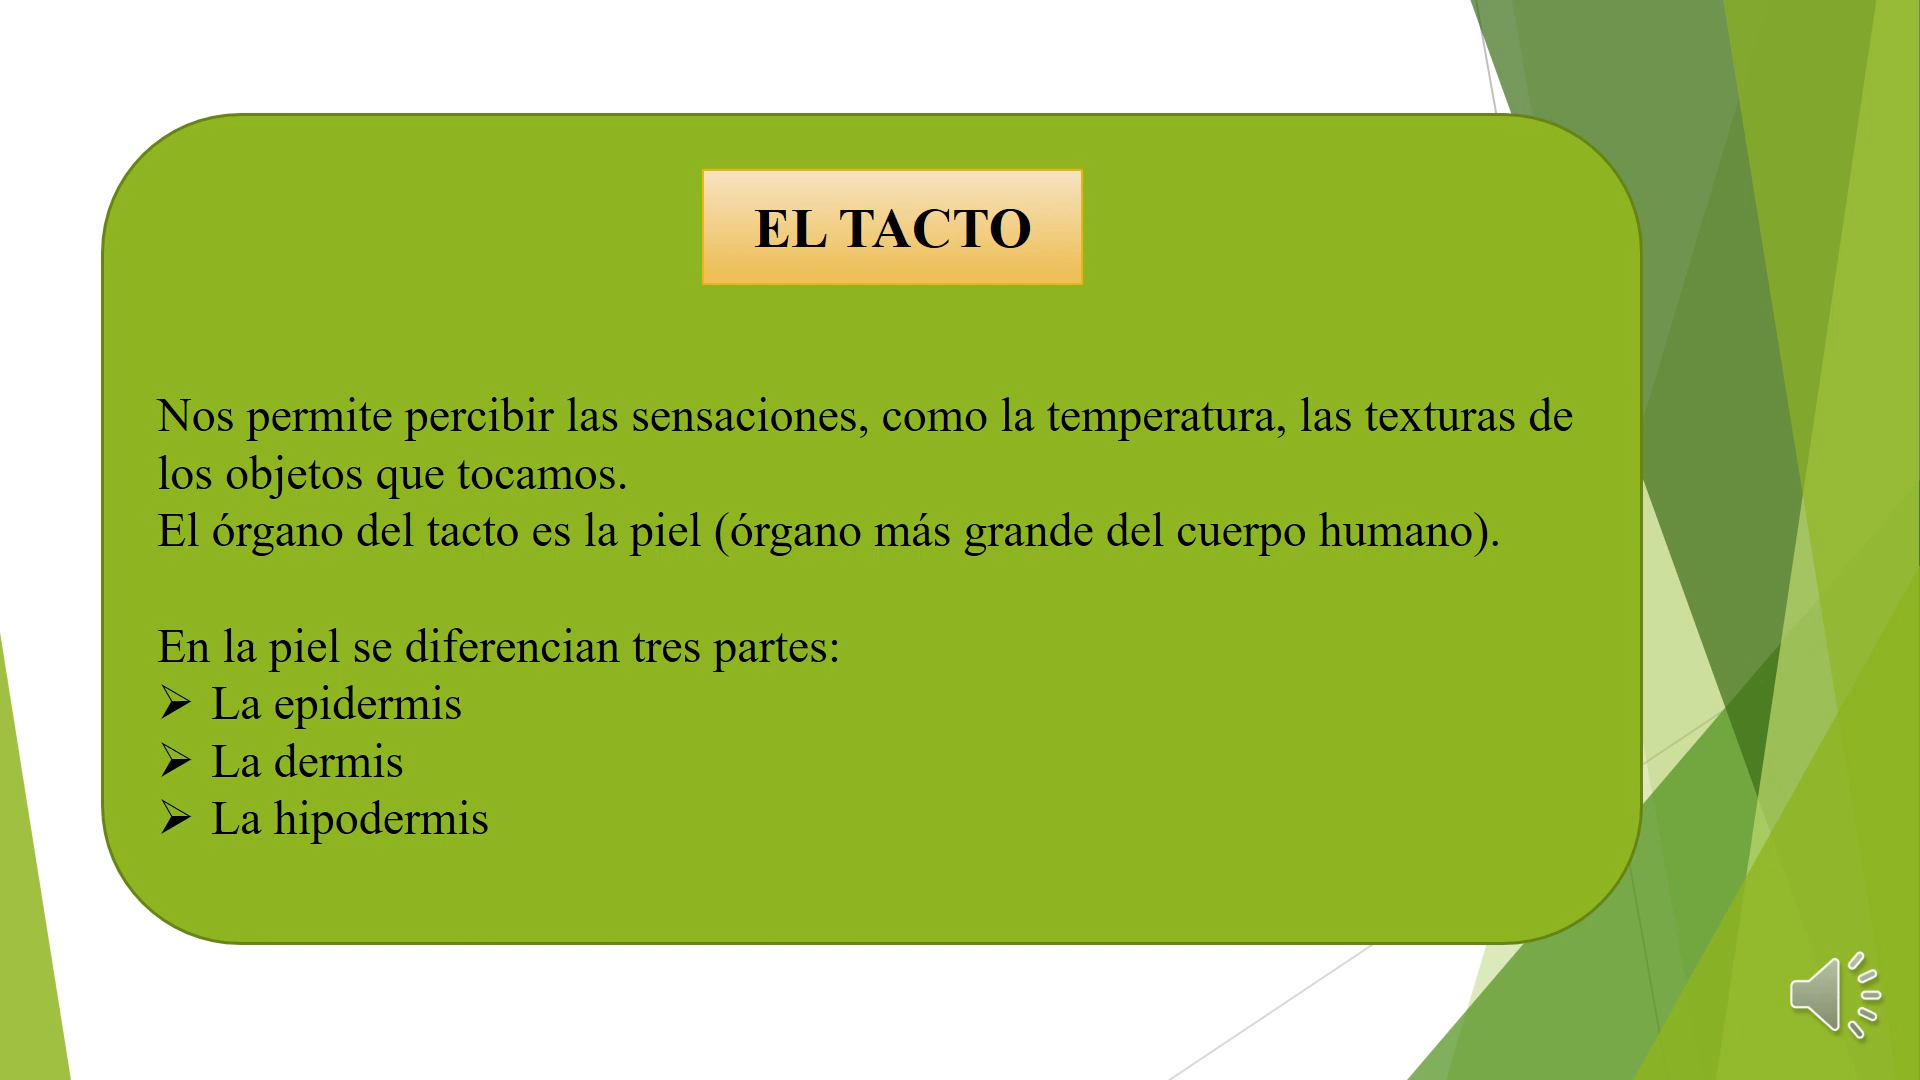 EL TACTO
Nos permite percibir las sensaciones, como la temperatura, las texturas de
los objetos que tocamos.
El órgano del tacto es la piel (órgano más grande del cuerpo humano).
En la piel se diferencian tres partes:
➢ La epidermis
➢ La dermis
➢ La hipodermis